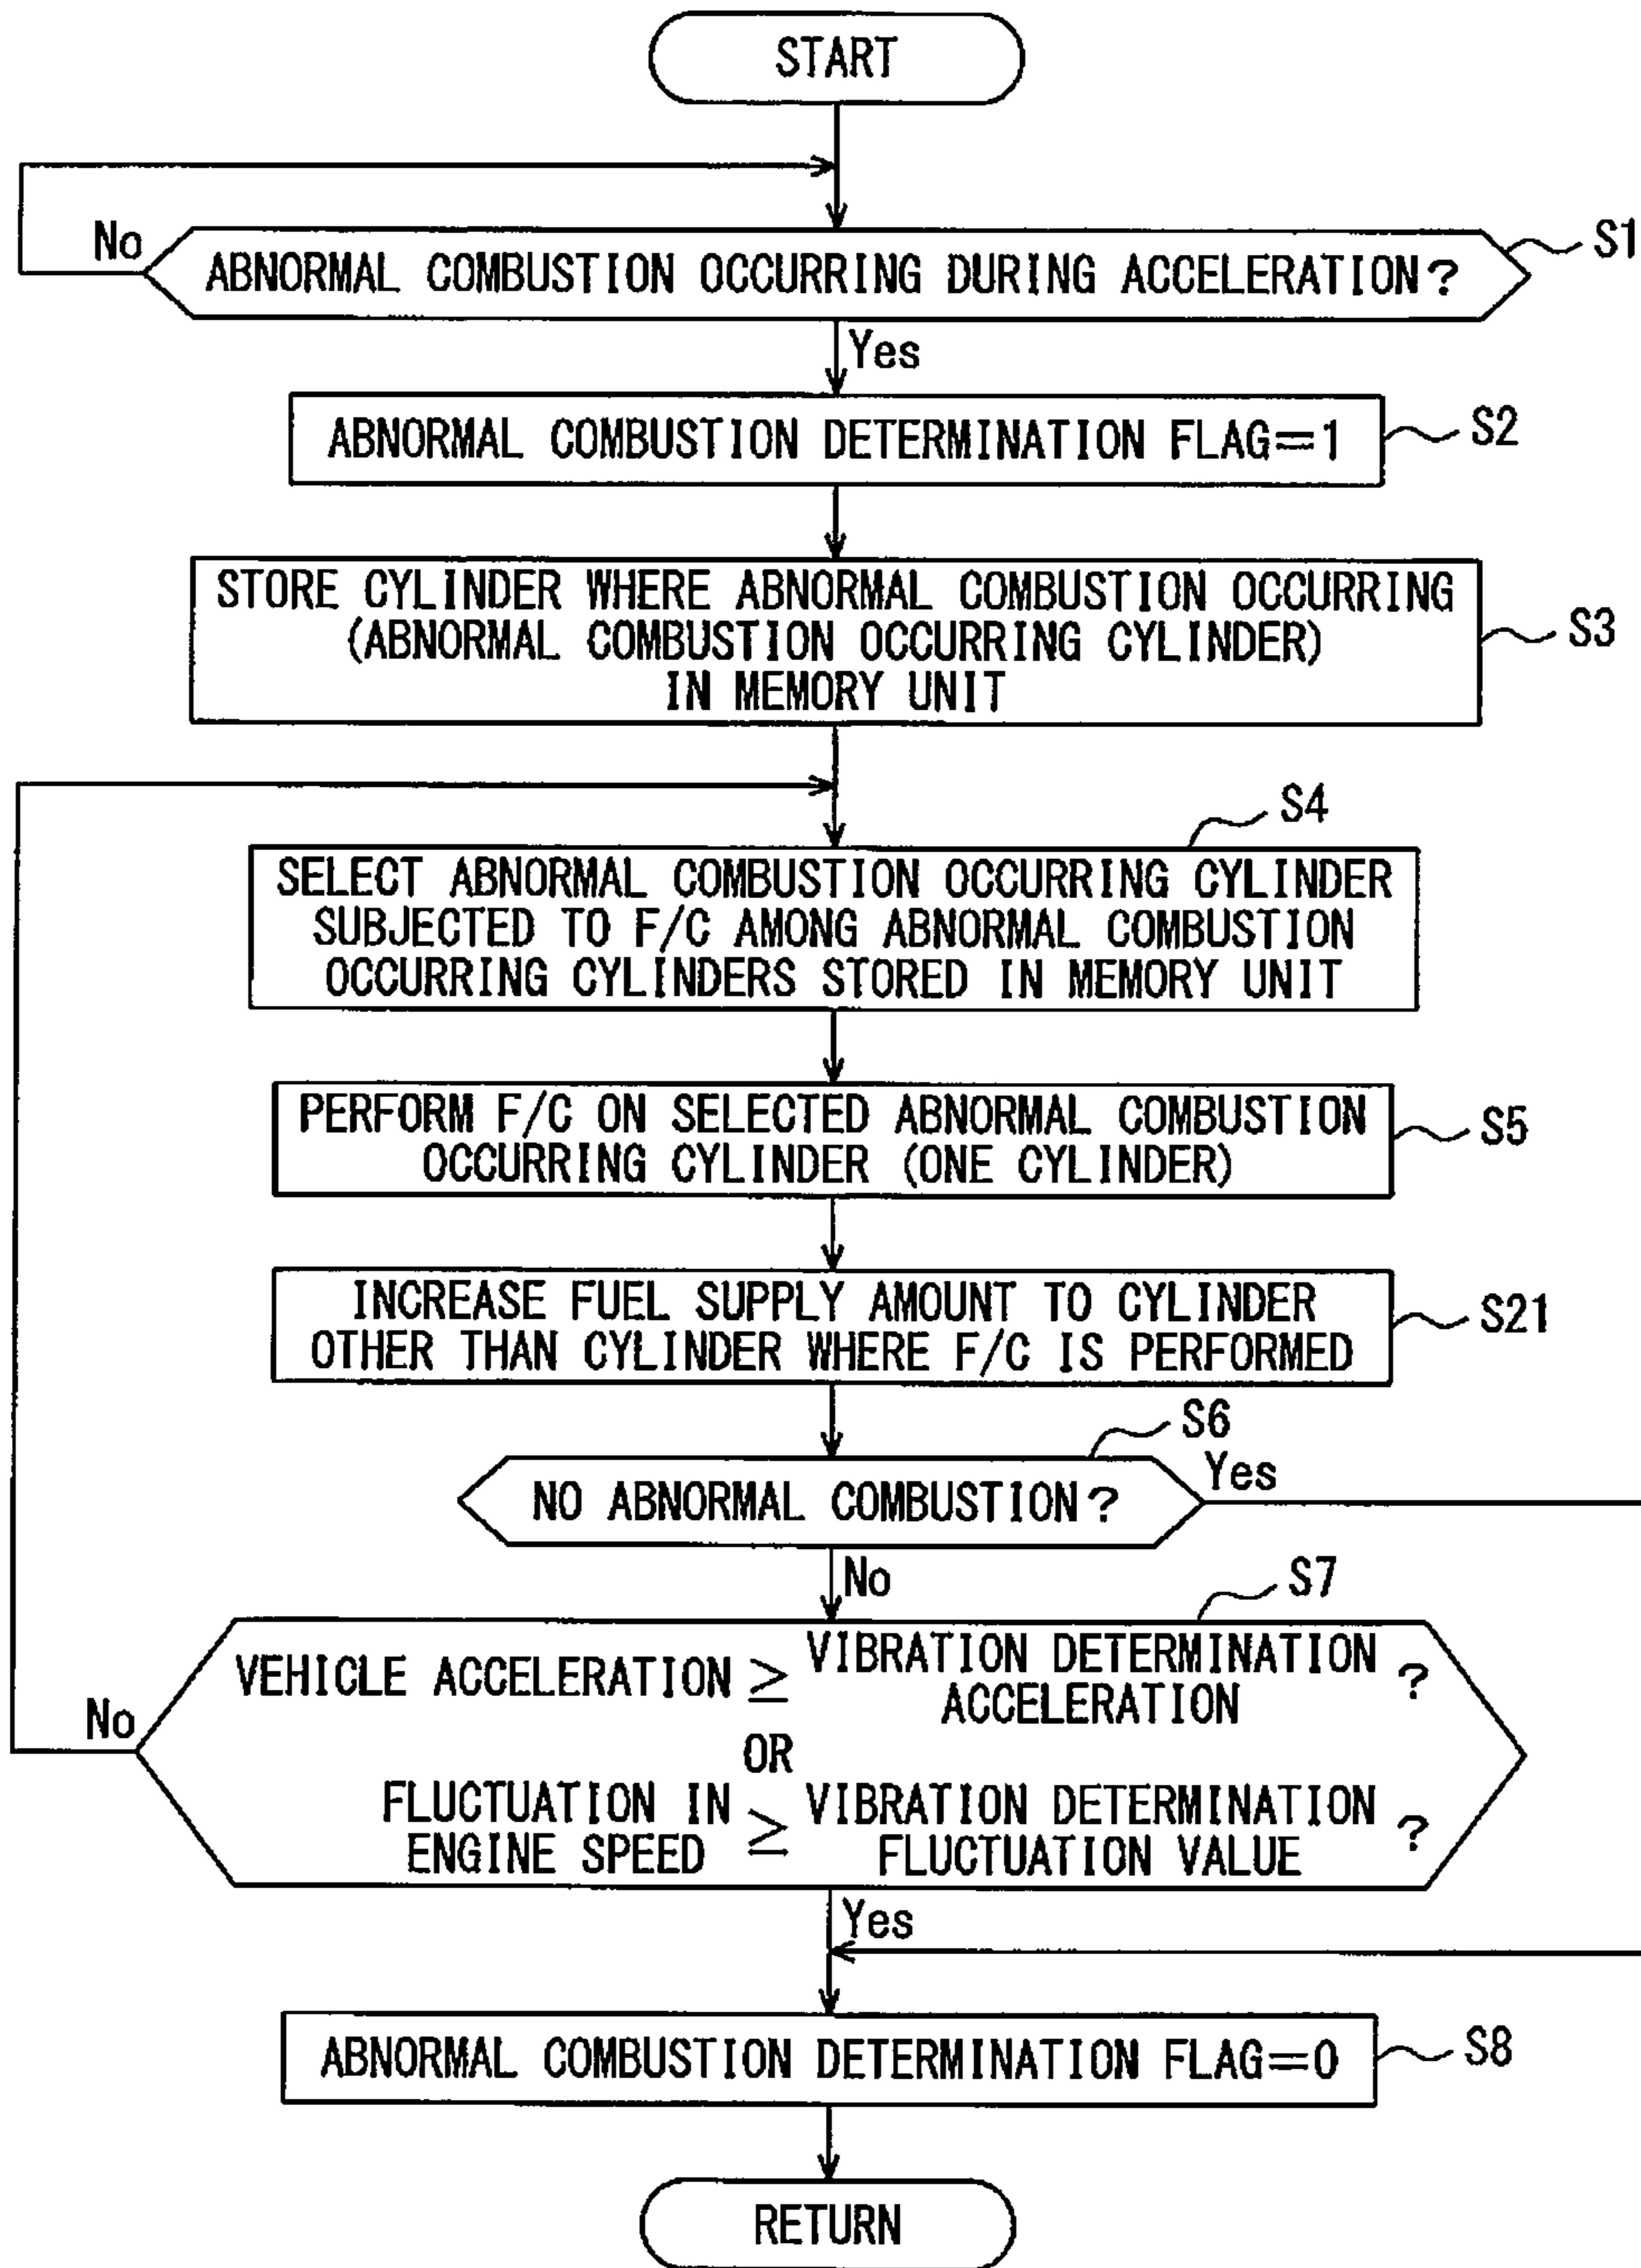 START
No
ABNORMAL COMBUSTION OCCURRING DURING ACCELERATION?
S1
Yes
ABNORMAL COMBUSTION DETERMINATION FLAG=1
S2
STORE CYLINDER WHERE ABNORMAL COMBUSTION OCCURRING
(ABNORMAL COMBUSTION OCCURRING CYLINDER)
IN MEMORY UNIT
S3
S4
SELECT ABNORMAL COMBUSTION OCCURRING CYLINDER
SUBJECTED TO F/C AMONG ABNORMAL COMBUSTION
OCCURRING CYLINDERS STORED IN MEMORY UNIT
PERFORM F/C ON SELECTED ABNORMAL COMBUSTION
OCCURRING CYLINDER (ONE CYLINDER)
S5
INCREASE FUEL SUPPLY AMOUNT TO CYLINDER
OTHER THAN CYLINDER WHERE F/C IS PERFORMED
S21
S6
NO ABNORMAL COMBUSTION?
Yes
No
S7
VEHICLE ACCELERATION ≥ VIBRATION DETERMINATION
ACCELERATION ?
No
OR
FLUCTUATION IN
ENGINE SPEED ≥ VIBRATION DETERMINATION
FLUCTUATION VALUE ?
Yes
ABNORMAL COMBUSTION DETERMINATION FLAG=0
S8
RETURN